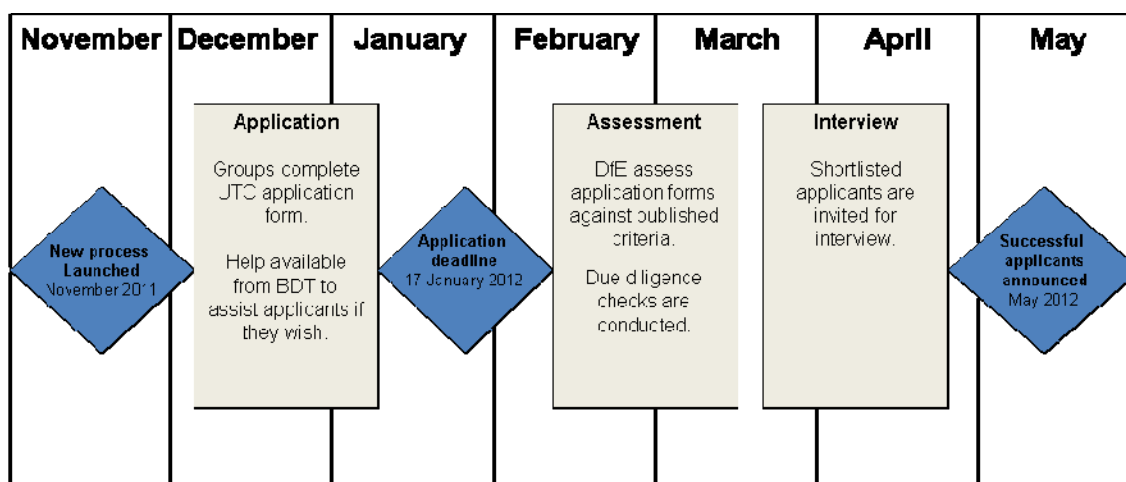 November December January February March April May
Application
Groups complete
UTC application
form.
Help available
from BDT to
assist applicants if
they wish.
Assessment
DfE assess
application forms
against published
criteria.
Due diligence
checks are
conducted.
Interview
Shortlisted
applicants are
invited for
interview.
New process
Launched
November 2011
Application
deadline
17 January 2012
Successful
applicants
announced
May 2012